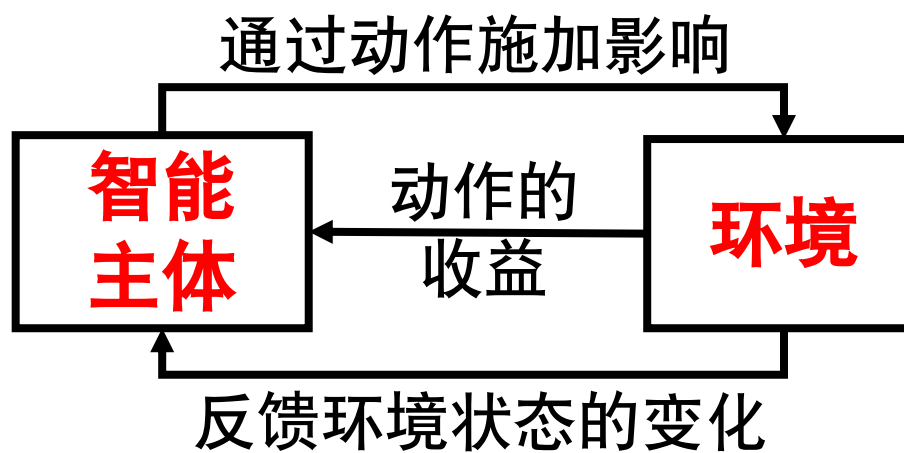 通过动作施加影响
智能
主体
动作的
收益
环境
反馈环境状态的变化